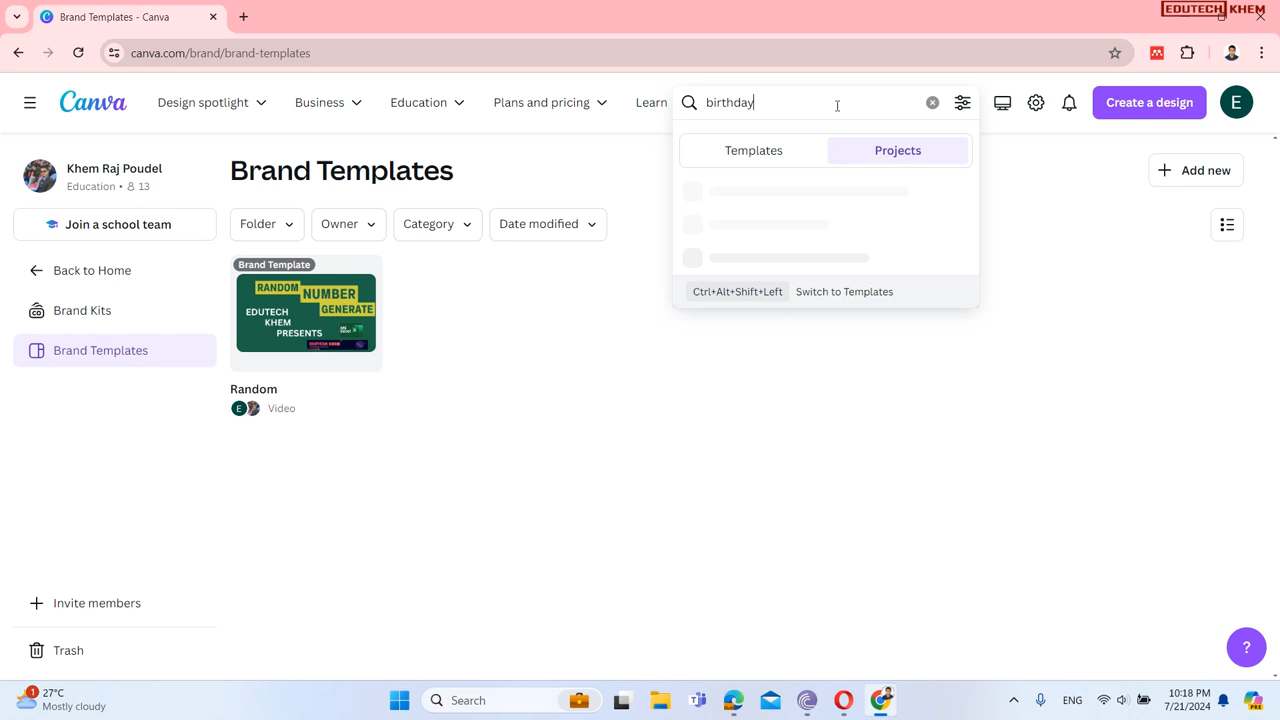 EDUTECH KHEM
Brand Templates - Canva
canva.com/brand/brand-templates
Canva
Design spotlight
Business
Education
Plans and pricing
Learn
birthday
Create a design
E
Templates
Projects
Ctrl+Alt+Shift+Left
Switch to Templates
Khem Raj Poudel
Education • 13
Join a school team
Back to Home
Brand Kits
Brand Templates
Invite members
Trash
Brand Templates
Add new
Folder
Owner
Category
Date modified
Brand Template
RANDOM NUMBER
GENERATE
EDUTECH
KHEM
PRESENTS
EDUTECH KHEM
Random
E
Video
?
1
27°C
Mostly cloudy
Search
ENG
10:18 PM
7/21/2024
PRE